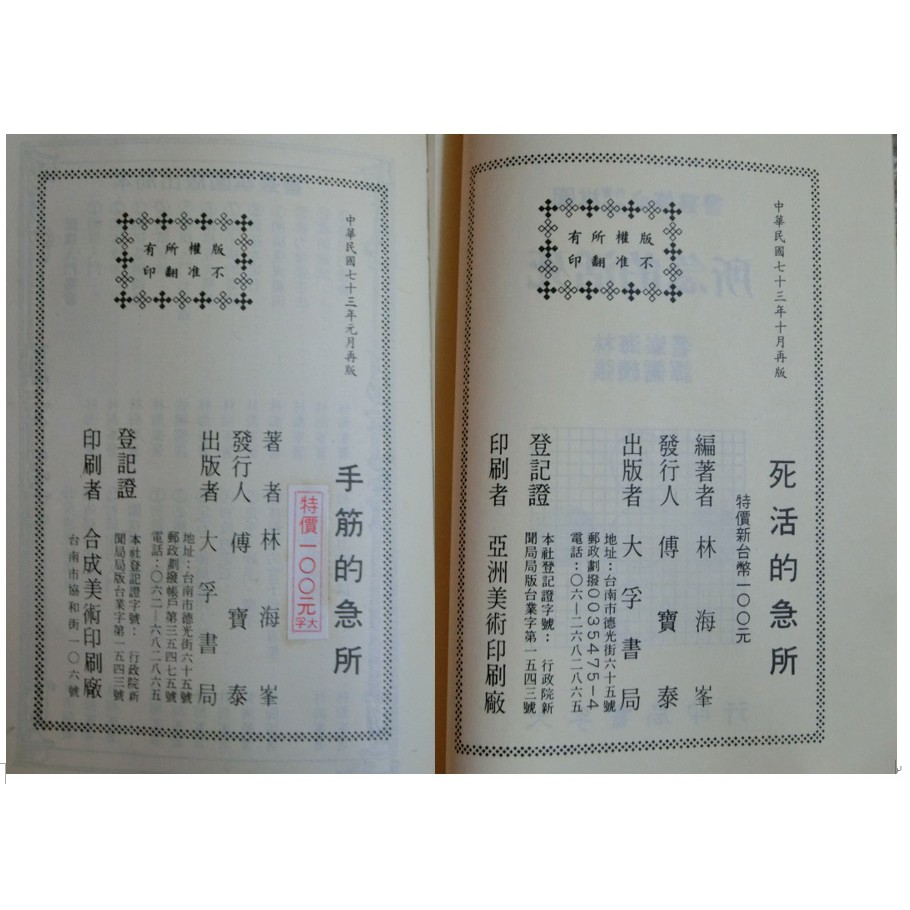 中華民國七十三年元月再版
版權所有
不准翻印
手筋的急所
特價一〇〇元
大孚
著者 林海峯
發行人 傅寶泰
出版者 大孚書局
地址:台南市德光街六十五號
郵政劃撥帳戶第三五四七五號
電話:〇六二—六八二八六五
登記證
本社登記證字號:行政院新
聞局局版台業字第一五四三號
印刷者 合成美術印刷廠
台南市協和街一〇六號
中華民國七十三年十月再版
版權所有
不准翻印
死活的急所
特價新台幣一〇〇元
編著者 林海峯
發行人 傅寶泰
出版者 大孚書局
地址:台南市德光街六十五號
郵政劃撥0035475-4
電話:〇六-二六八二八六五
登記證
本社登記證字號:行政院新
聞局局版台業字第一五四三號
印刷者 亞洲美術印刷廠